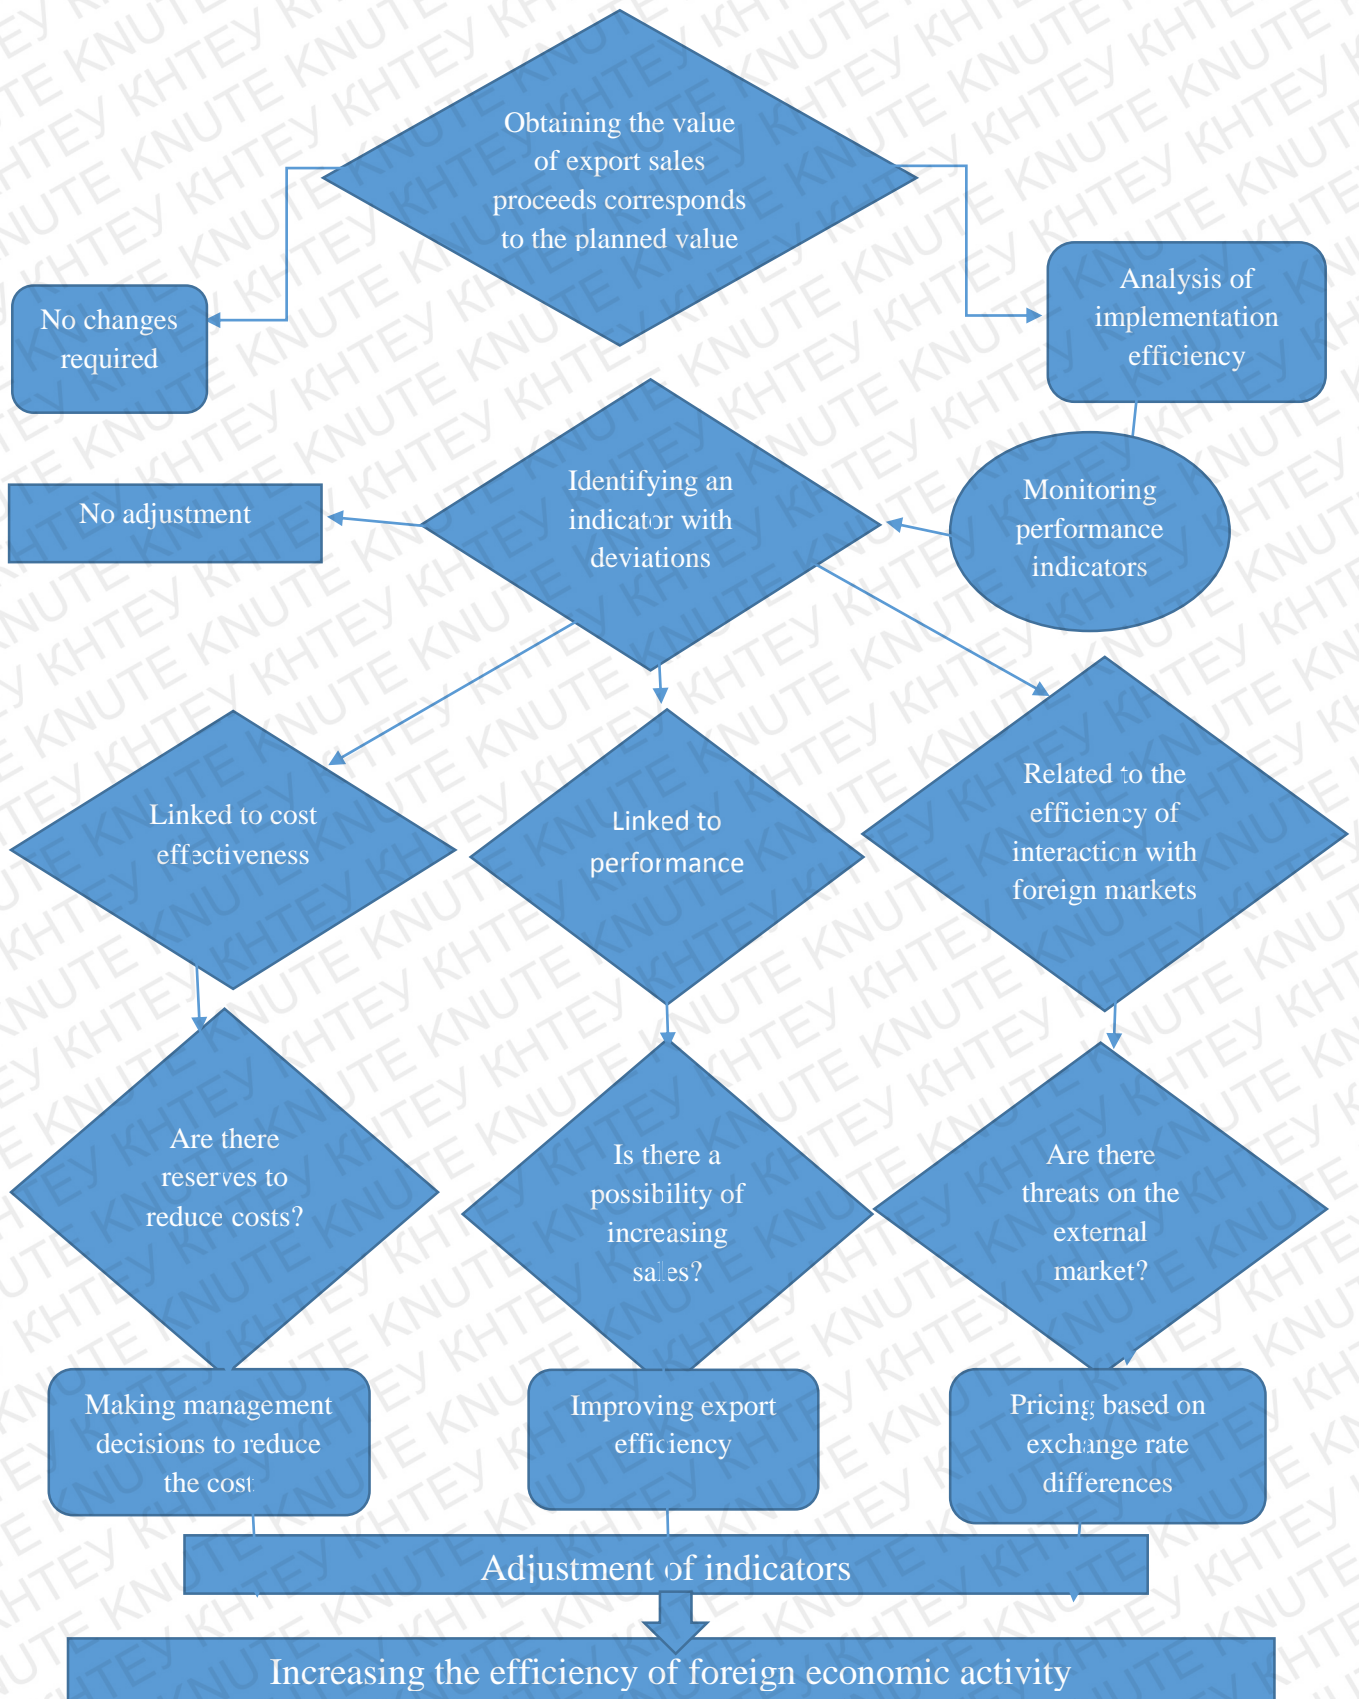 Obtaining the value
of export sales
proceeds corresponds
to the planned value
No changes
required
Analysis of
implementation
efficiency
Identifying an
indicator with
deviations
No adjustment
Monitoring
performance
indicators
Linked to cost
effectiveness
Linked to
performance
Related to the
efficiency of
interaction with
foreign markets
Are there
reserves to
reduce costs?
Is there a
possibility of
increasing
sales?
Are there
threats on the
external
market?
Making management
decisions to reduce
the cost
Improving export
efficiency
Pricing based on
exchange rate
differences
Adjustment of indicators
Increasing the efficiency of foreign economic activity
KNUTE КНТЕУ KNUTE КНТЕУ